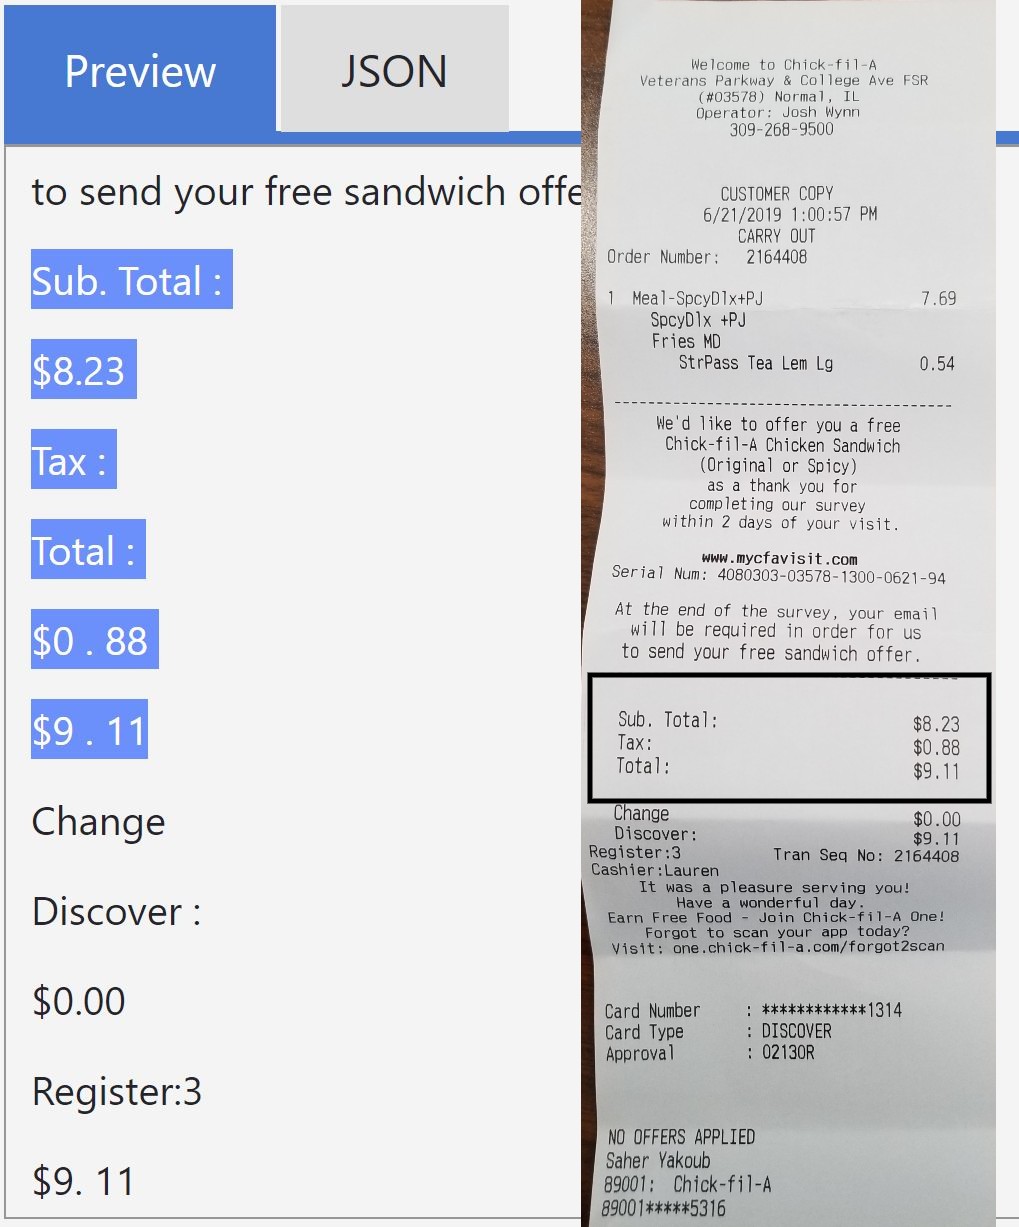 Preview
JSON
to send your free sandwich offe
Sub. Total :
$8.23
Tax :
Total :
$0 . 88
$9 . 11
Change
Discover :
$0.00
Register:3
$9. 11
Welcome to Chick-fil-A
Veterans Parkway & College Ave FSR
(#03578) Normal, IL
Operator: Josh Wynn
309-268-9500
CUSTOMER COPY
6/21/2019 1:00:57 PM
CARRY OUT
Order Number: 2164408
1 Meal-SpcyDlx+PJ 7.69
SpcyDlx +PJ
Fries MD
StrPass Tea Lem Lg 0.54
----------------------------------------
We'd like to offer you a free
Chick-fil-A Chicken Sandwich
(Original or Spicy)
as a thank you for
completing our survey
within 2 days of your visit.
www.mycfavisit.com
Serial Num: 4080303-03578-1300-0621-94
At the end of the survey, your email
will be required in order for us
to send your free sandwich offer.
Sub. Total: $8.23
Tax: $0.88
Total: $9.11
Change $0.00
Discover: $9.11
Register:3 Tran Seq No: 2164408
Cashier:Lauren
It was a pleasure serving you!
Have a wonderful day.
Earn Free Food - Join Chick-fil-A One!
Forgot to scan your app today?
Visit: one.chick-fil-a.com/forgot2scan
Card Number : ************1314
Card Type : DISCOVER
Approval : 02130R
NO OFFERS APPLIED
Saher Yakoub
89001: Chick-fil-A
89001*****5316